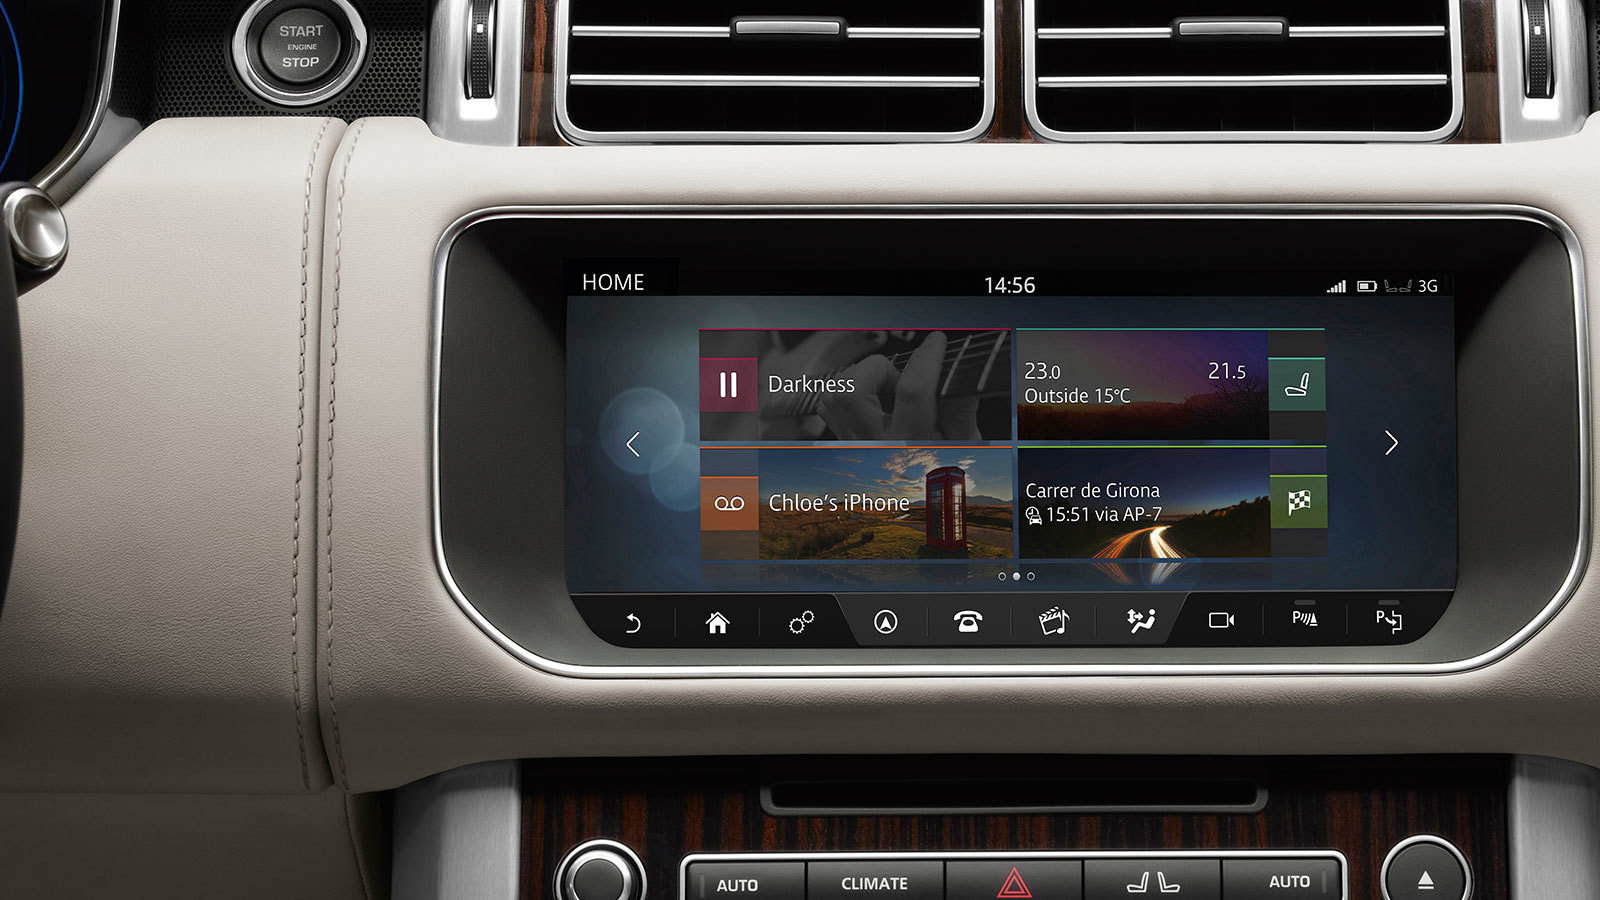 START
ENGINE
STOP
HOME
14:56
3G
Darkness
23.0
21.5
Outside 15°C
Chloe's iPhone
Carrer de Girona
15:51 via AP-7
P
P
AUTO
CLIMATE
AUTO